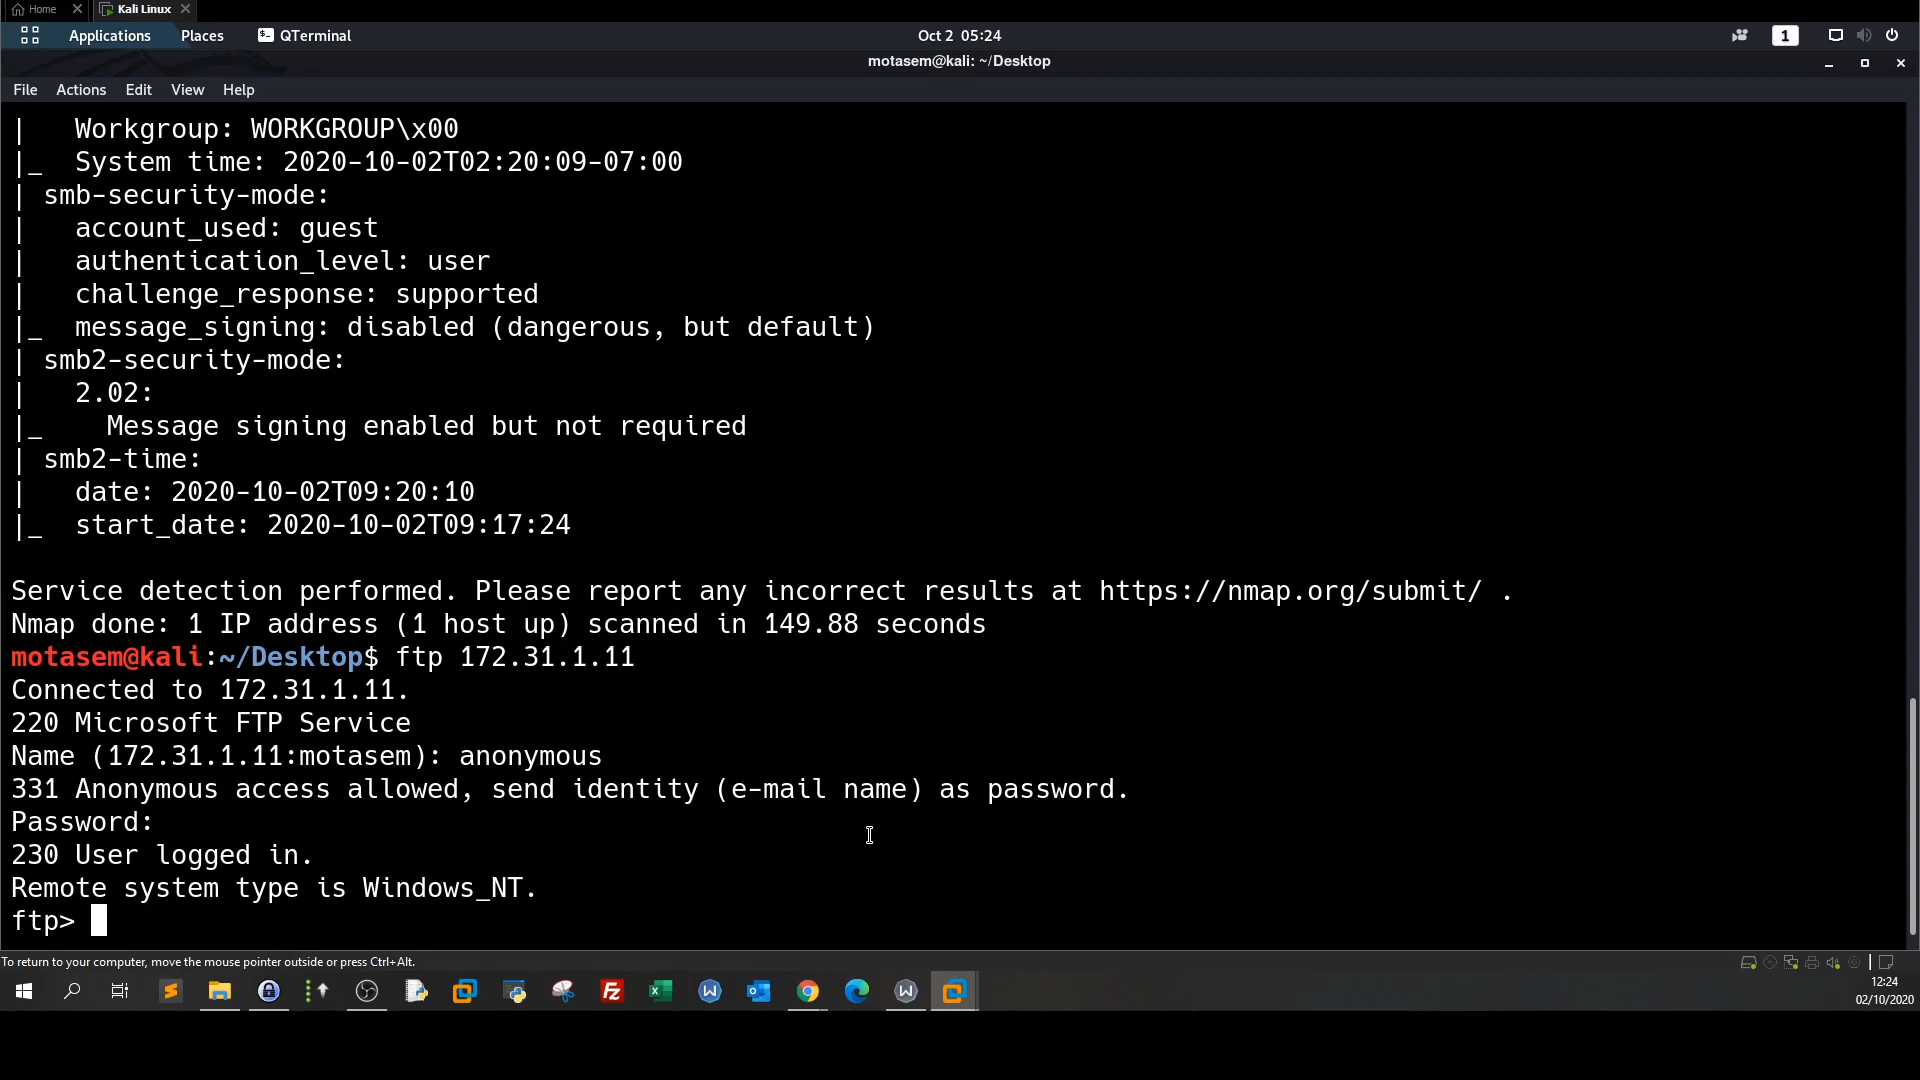 Home
Kali Linux
Applications Places QTerminal Oct 2 05:24 1
motasem@kali: ~/Desktop
File Actions Edit View Help
|   Workgroup: WORKGROUP\x00
|_  System time: 2020-10-02T02:20:09-07:00
| smb-security-mode:
|   account_used: guest
|   authentication_level: user
|   challenge_response: supported
|_  message_signing: disabled (dangerous, but default)
| smb2-security-mode:
|   2.02:
|_    Message signing enabled but not required
| smb2-time:
|   date: 2020-10-02T09:20:10
|_  start_date: 2020-10-02T09:17:24
Service detection performed. Please report any incorrect results at https://nmap.org/submit/ .
Nmap done: 1 IP address (1 host up) scanned in 149.88 seconds
motasem@kali:~/Desktop$ ftp 172.31.1.11
Connected to 172.31.1.11.
220 Microsoft FTP Service
Name (172.31.1.11:motasem): anonymous
331 Anonymous access allowed, send identity (e-mail name) as password.
Password:
230 User logged in.
Remote system type is Windows_NT.
ftp>
To return to your computer, move the mouse pointer outside or press Ctrl+Alt.
12:24
02/10/2020